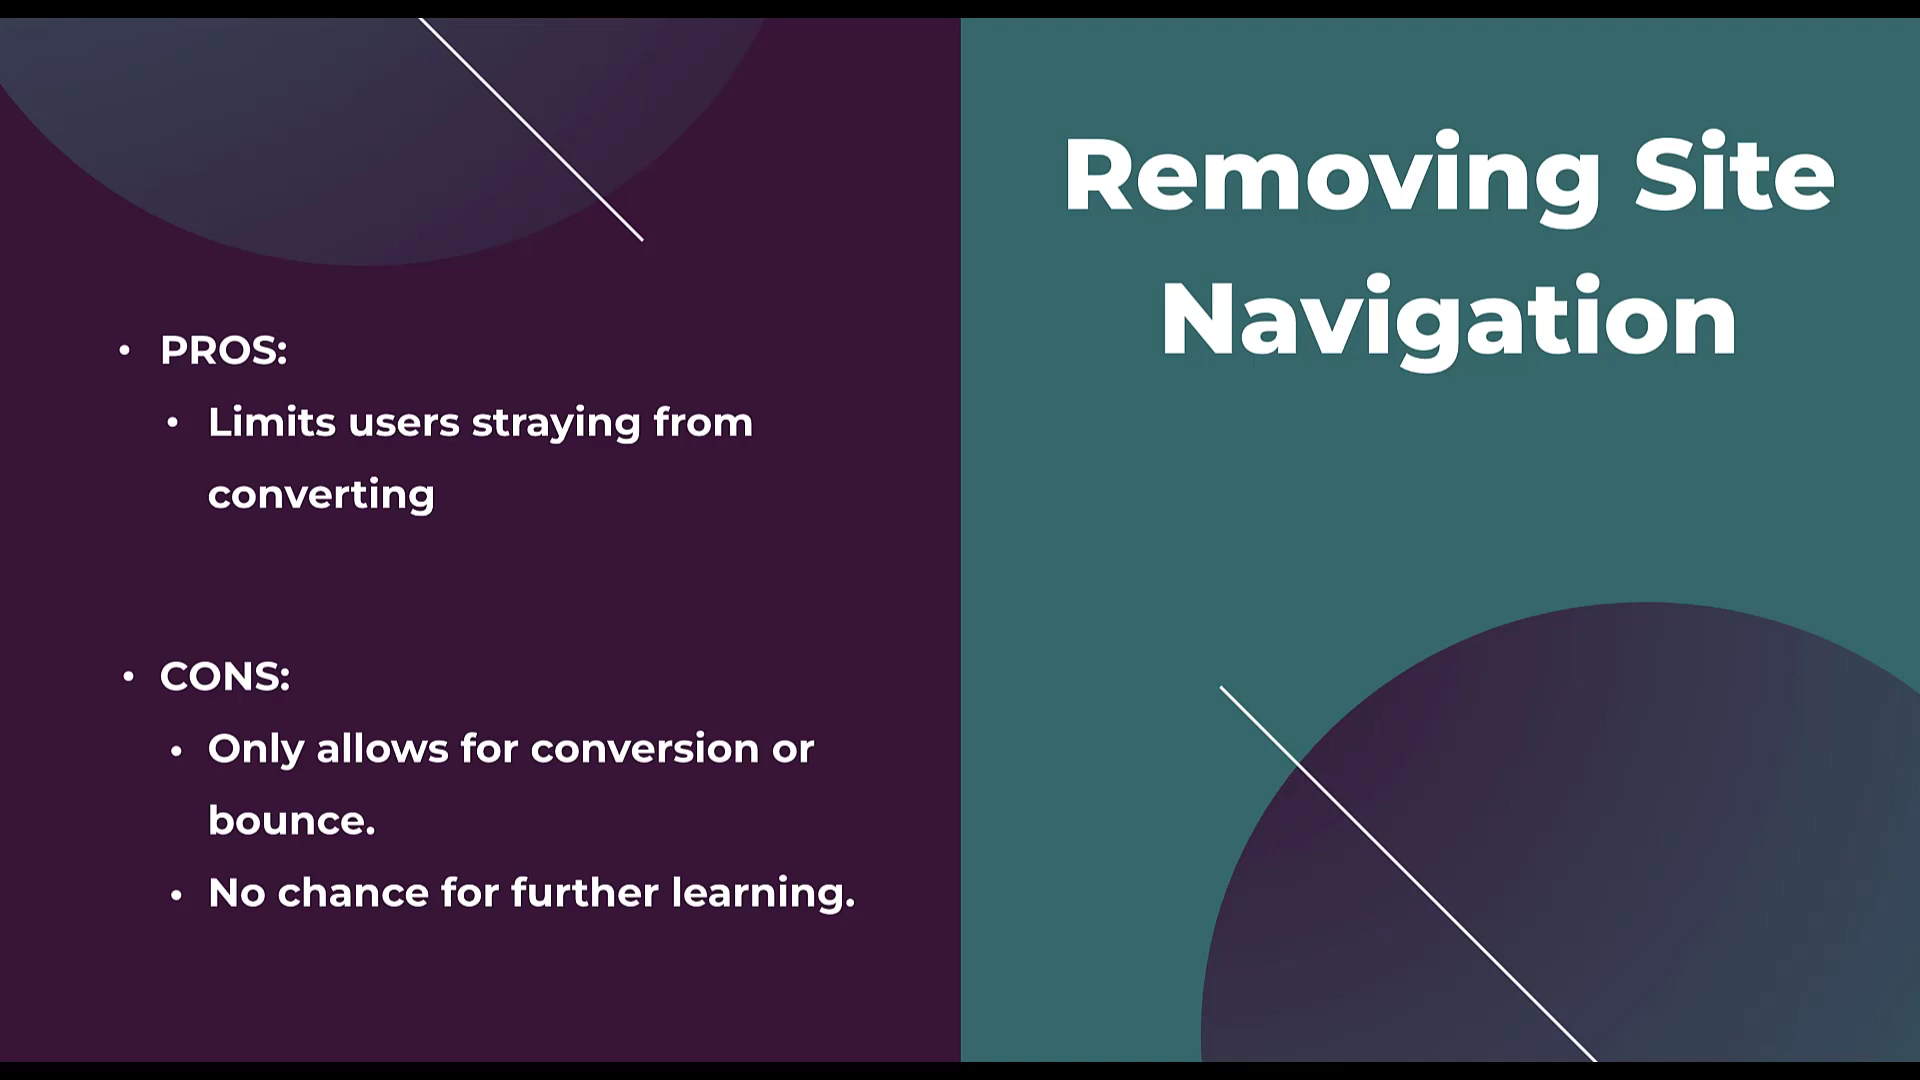 Removing Site
Navigation
• PROS:
• Limits users straying from
converting
• CONS:
• Only allows for conversion or
bounce.
• No chance for further learning.